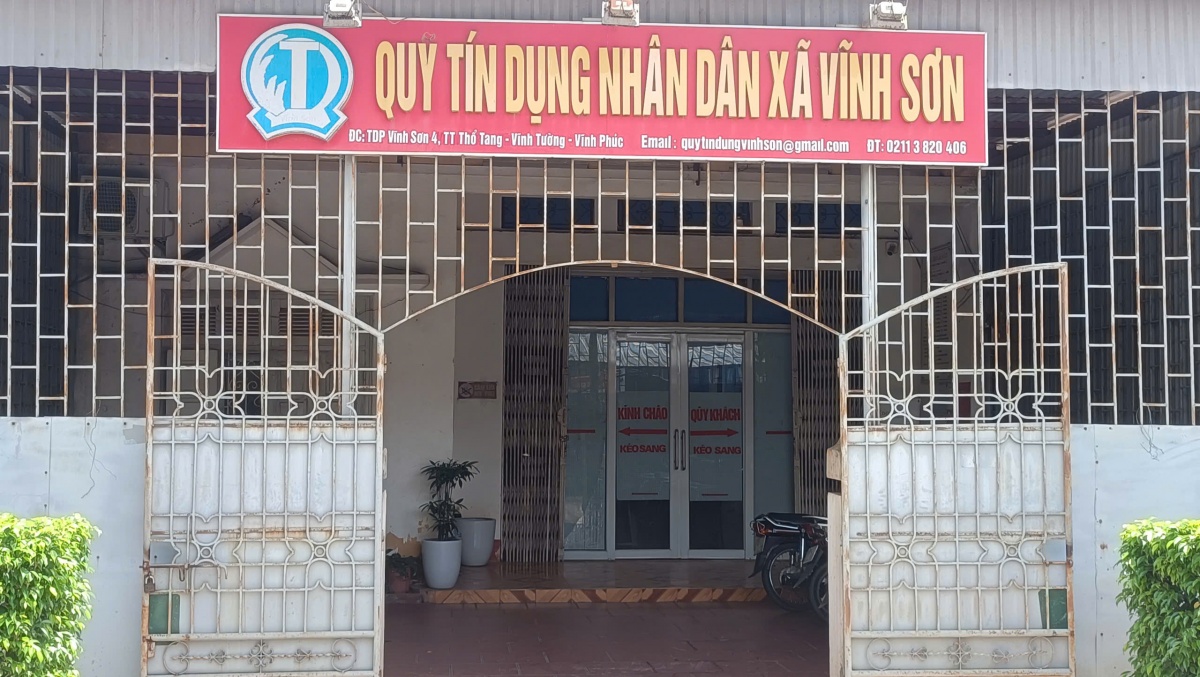 QUỸ TÍN DỤNG NHÂN DÂN XÃ VĨNH SƠN
ĐC: TDP Vĩnh Sơn 4, TT Thổ Tang - Vĩnh Tường - Vĩnh Phúc Email : quytindungvinhson@gmail.com ĐT: 0211 3 820 406
KÍNH CHÀO QUÝ KHÁCH
KÉO SANG KÉO SANG